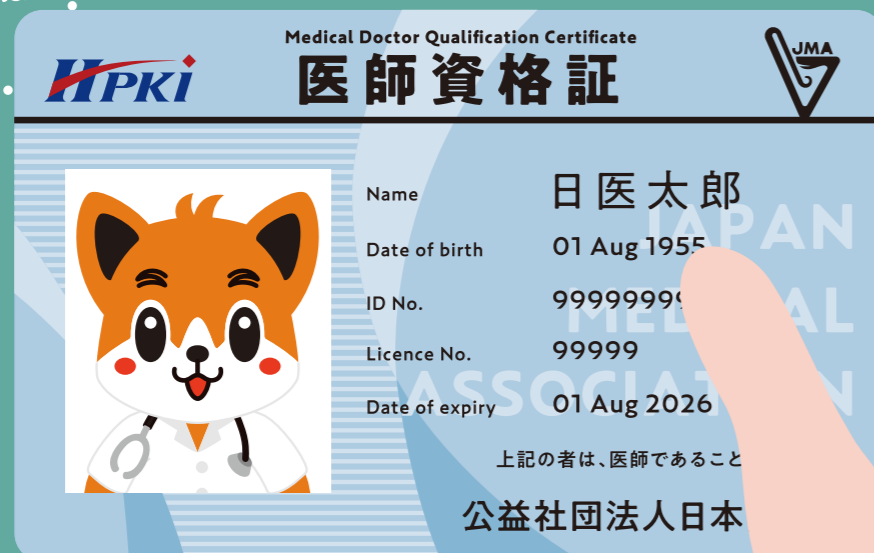 Medical Doctor Qualification Certificate
HPKI
医師資格証
JMA
Name 日医太郎
Date of birth 01 Aug 1955
ID No. 9999999
Licence No. 99999
Date of expiry 01 Aug 2026
JAPAN
MEDICAL
ASSOCIATION
上記の者は、医師であること
公益社団法人日本